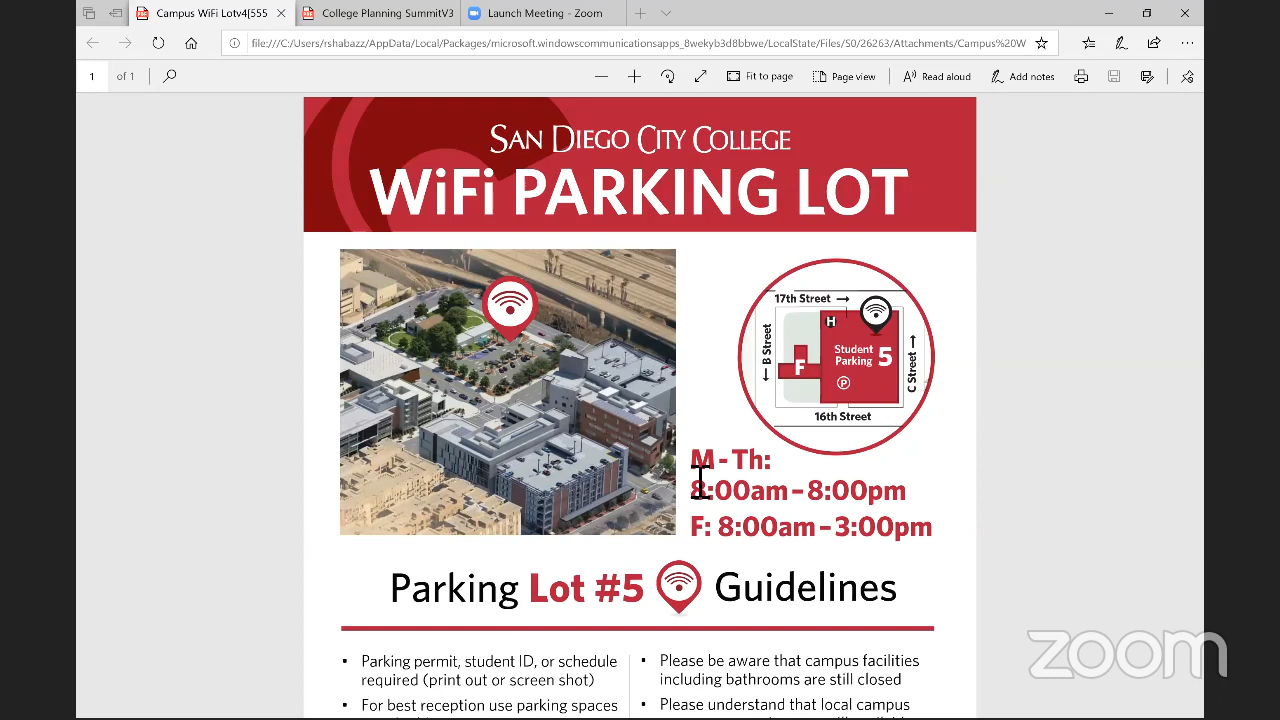 Campus WiFi Lotv4[555
College Planning SummitV3
Launch Meeting - Zoom
file:///C:/Users/rshabazz/AppData/Local/Packages/microsoft.windowscommunicationsapps_8wekyb3d8bbwe/LocalState/Files/S0/26263/Attachments/Campus%20W
1 of 1
Fit to page
Page view
Read aloud
Add notes
SAN DIEGO CITY COLLEGE
WiFi PARKING LOT
17th Street →
H
← B Street
Student
Parking 5
F
P
C Street →
16th Street
M - Th:
8:00am – 8:00pm
F: 8:00am – 3:00pm
Parking Lot #5 Guidelines
• Parking permit, student ID, or schedule
required (print out or screen shot)
• For best reception use parking spaces
• Please be aware that campus facilities
including bathrooms are still closed
• Please understand that local campus
zoom